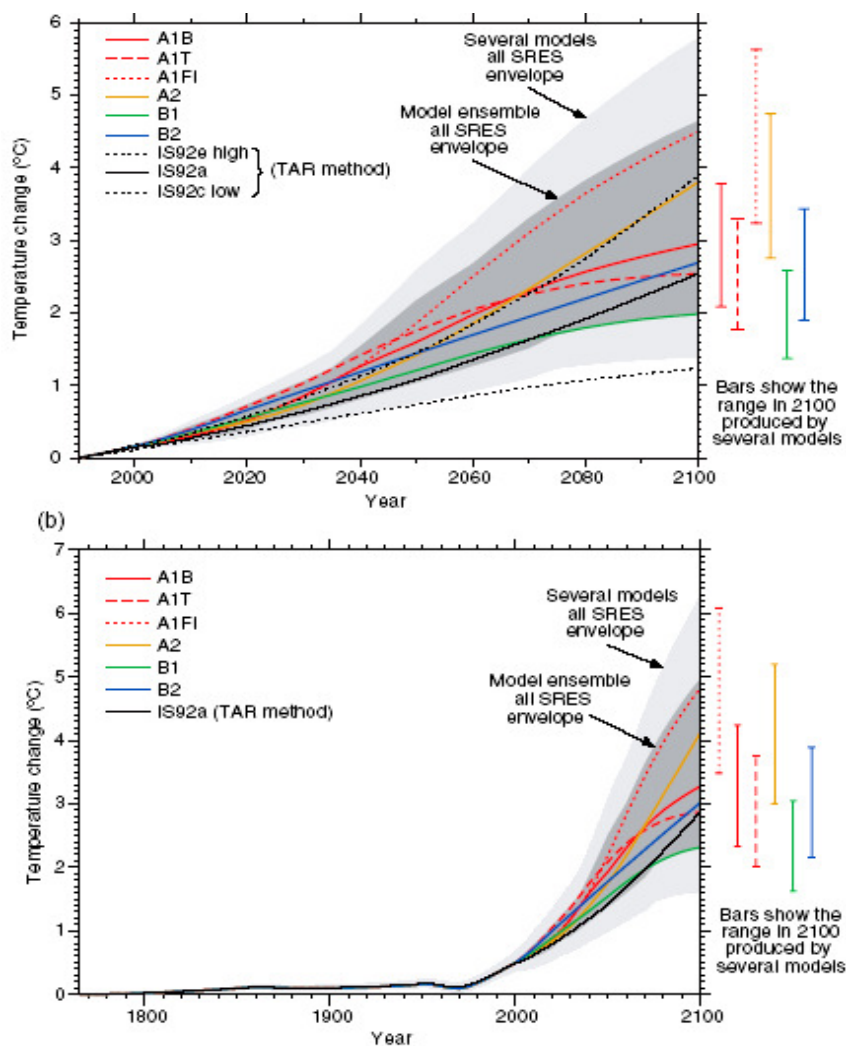 6
5
4
3
2
1
0
Temperature change (ºC)
A1B
A1T
A1FI
A2
B1
B2
IS92e high
IS92a
IS92c low
(TAR method)
Several models
all SRES
envelope
Model ensemble
all SRES
envelope
2000 2020 2040 2060 2080 2100
Year
Bars show the
range in 2100
produced by
several models
(b)
7
6
5
4
3
2
1
0
Temperature change (ºC)
A1B
A1T
A1FI
A2
B1
B2
IS92a (TAR method)
Several models
all SRES
envelope
Model ensemble
all SRES
envelope
1800 1900 2000 2100
Year
Bars show the
range in 2100
produced by
several models